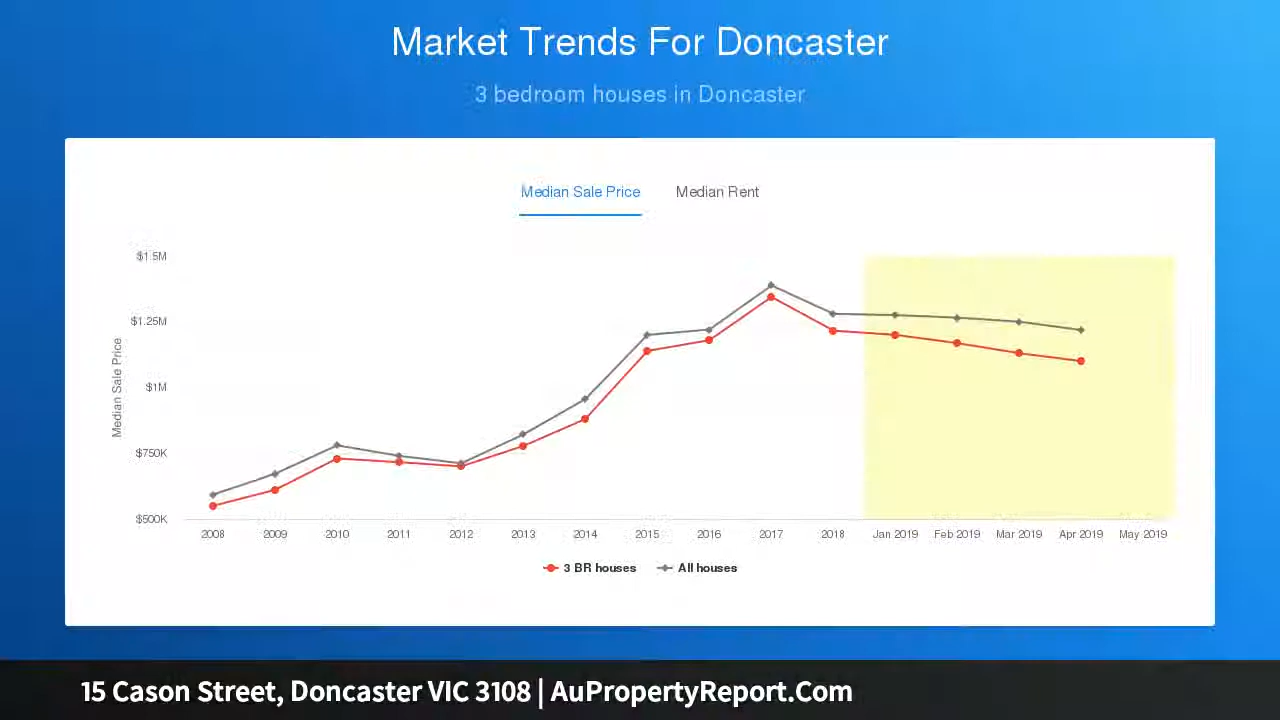 Market Trends For Doncaster
3 bedroom houses in Doncaster
Median Sale Price Median Rent
$1.5M
$1.25M
$1M
$750K
$500K
Median Sale Price
2008 2009 2010 2011 2012 2013 2014 2015 2016 2017 2018 Jan 2019 Feb 2019 Mar 2019 Apr 2019 May 2019
3 BR houses All houses
15 Cason Street, Doncaster VIC 3108 | AuPropertyReport.Com